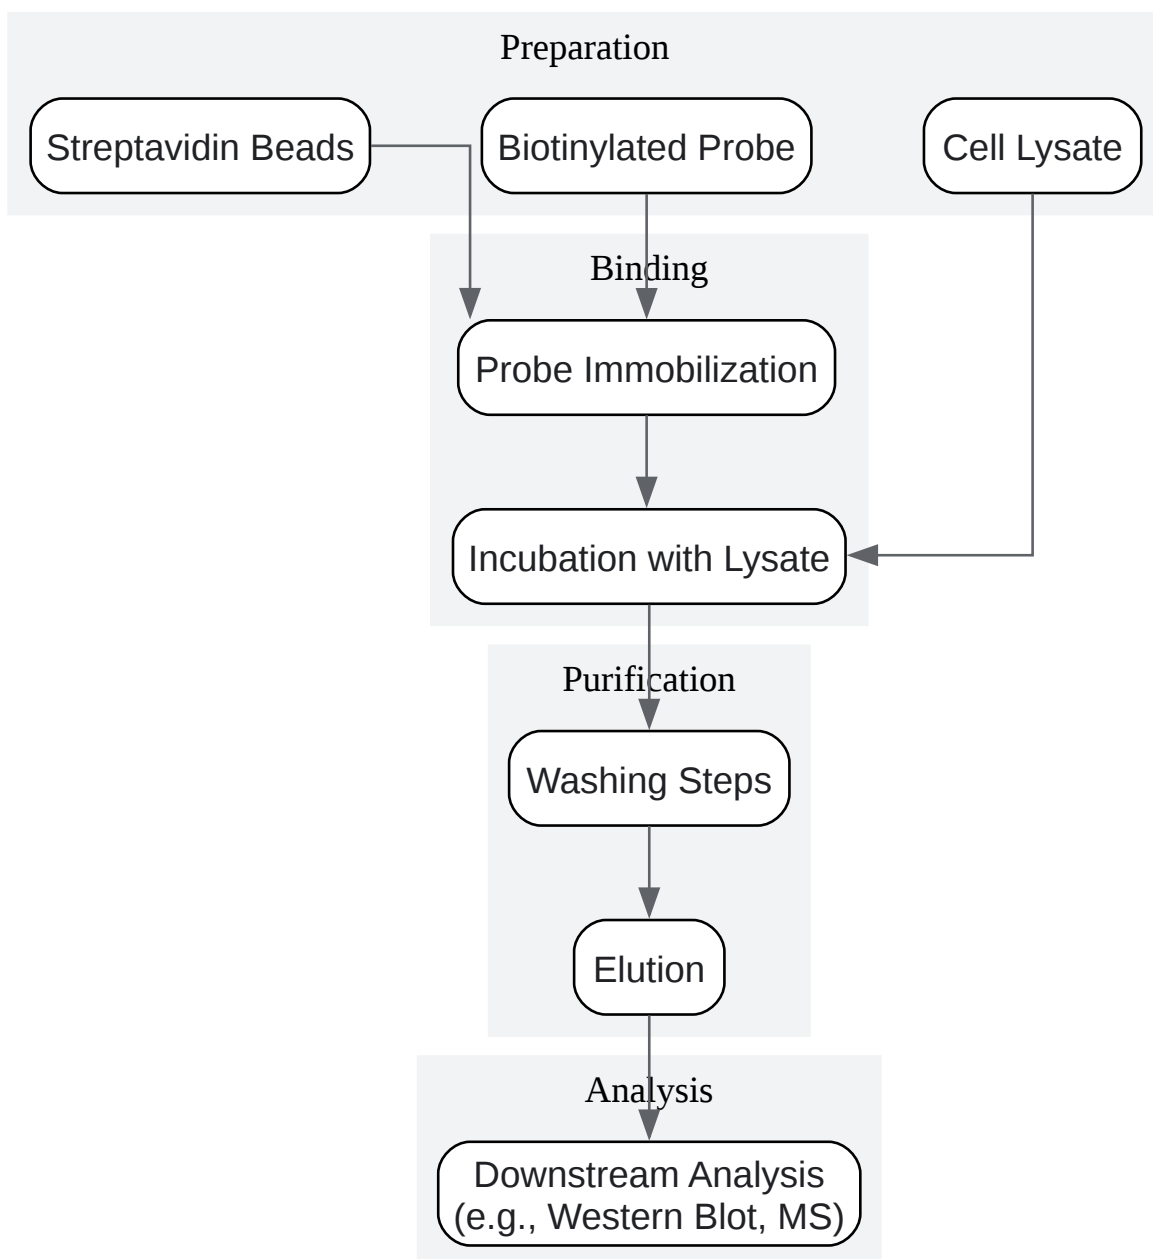 Preparation
Streptavidin Beads
Biotinylated Probe
Cell Lysate
Binding
Probe Immobilization
Incubation with Lysate
Purification
Washing Steps
Elution
Analysis
Downstream Analysis
(e.g., Western Blot, MS)